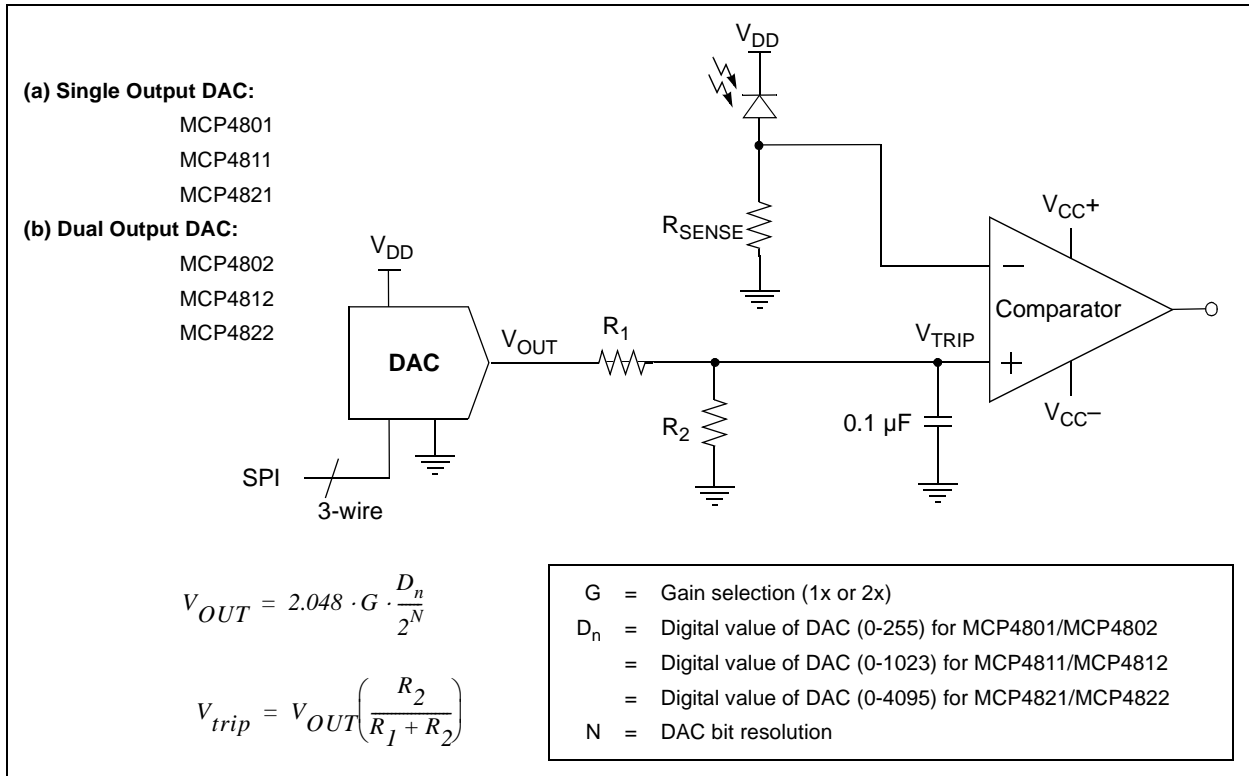 (a) Single Output DAC:
MCP4801
MCP4811
MCP4821
(b) Dual Output DAC:
MCP4802
MCP4812
MCP4822
V_DD
R_SENSE
V_CC+
−
Comparator
+
V_CC–
V_DD
DAC
V_OUT
R_1
V_TRIP
R_2
0.1 µF
SPI
3-wire
V_OUT = 2.048 · G · D_n / 2^N
V_trip = V_OUT (R_2 / (R_1 + R_2))
G = Gain selection (1x or 2x)
D_n = Digital value of DAC (0-255) for MCP4801/MCP4802
= Digital value of DAC (0-1023) for MCP4811/MCP4812
= Digital value of DAC (0-4095) for MCP4821/MCP4822
N = DAC bit resolution